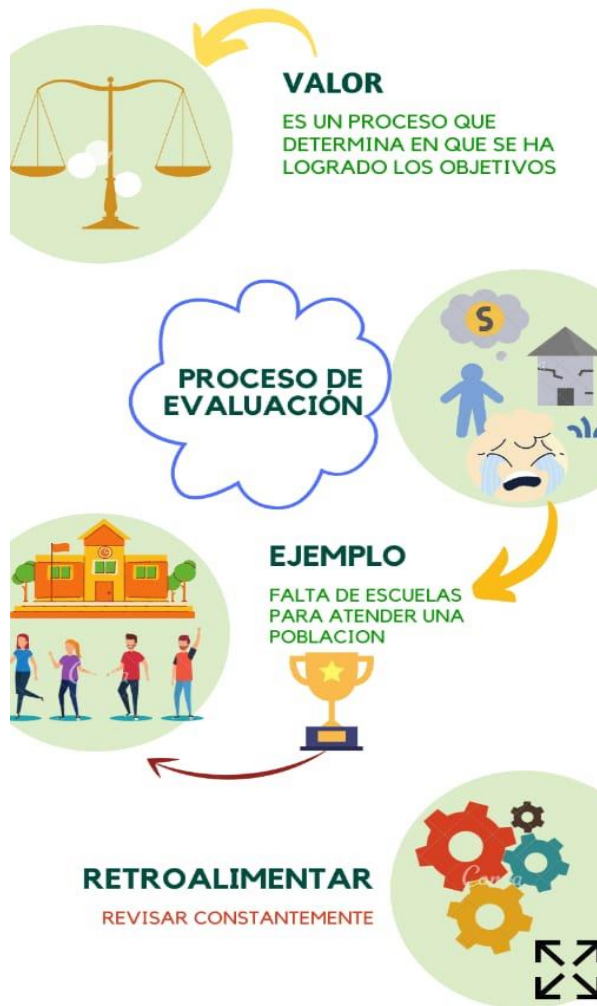 VALOR
ES UN PROCESO QUE
DETERMINA EN QUE SE HA
LOGRADO LOS OBJETIVOS
S
PROCESO DE
EVALUACIÓN
EJEMPLO
FALTA DE ESCUELAS
PARA ATENDER UNA
POBLACION
RETROALIMENTAR
REVISAR CONSTANTEMENTE
Canva